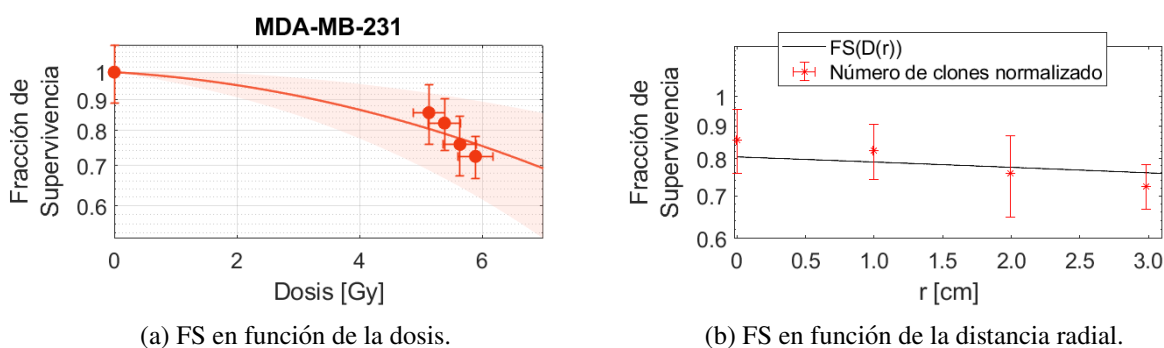 MDA-MB-231
Fracción de
Supervivencia
1
0.9
0.8
0.7
0.6
0
2
4
6
Dosis [Gy]
(a) FS en función de la dosis.
FS(D(r))
Número de clones normalizado
Fracción de
Supervivencia
1
0.9
0.8
0.7
0.6
0
0.5
1.0
1.5
2.0
2.5
3.0
r [cm]
(b) FS en función de la distancia radial.